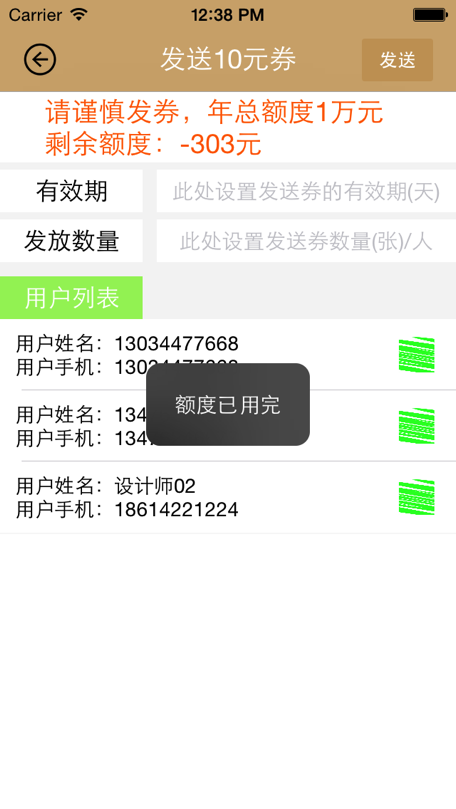 Carrier 12:38 PM
发送10元券 发送
请谨慎发券，年总额度1万元
剩余额度：-303元
有效期 此处设置发送券的有效期(天)
发放数量 此处设置发送券数量(张)/人
用户列表
用户姓名：13034477668
用户手机：13034477668
额度已用完
用户姓名：134
用户手机：134
用户姓名：设计师02
用户手机：18614221224